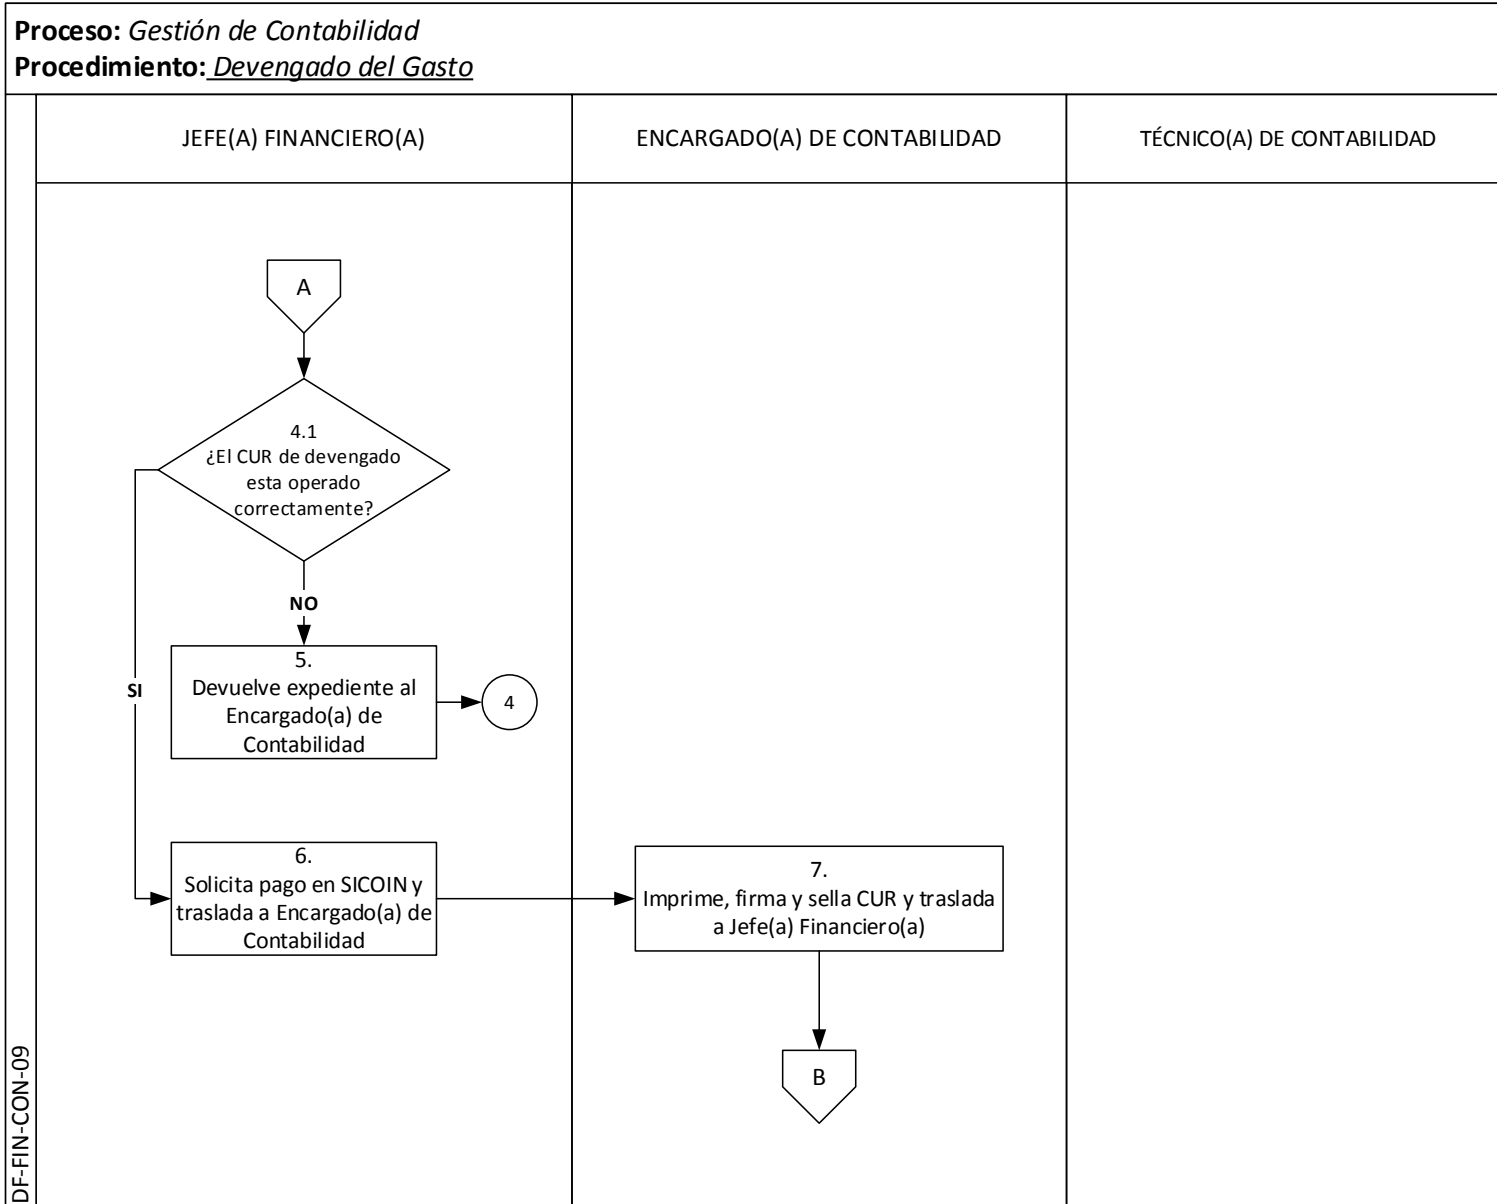 Proceso: Gestión de Contabilidad
Procedimiento: Devengado del Gasto
JEFE(A) FINANCIERO(A)
ENCARGADO(A) DE CONTABILIDAD
TÉCNICO(A) DE CONTABILIDAD
A
4.1
¿El CUR de devengado
esta operado
correctamente?
NO
SI
5.
Devuelve expediente al
Encargado(a) de
Contabilidad
4
6.
Solicita pago en SICOIN y
traslada a Encargado(a) de
Contabilidad
7.
Imprime, firma y sella CUR y traslada
a Jefe(a) Financiero(a)
B
DF-FIN-CON-09